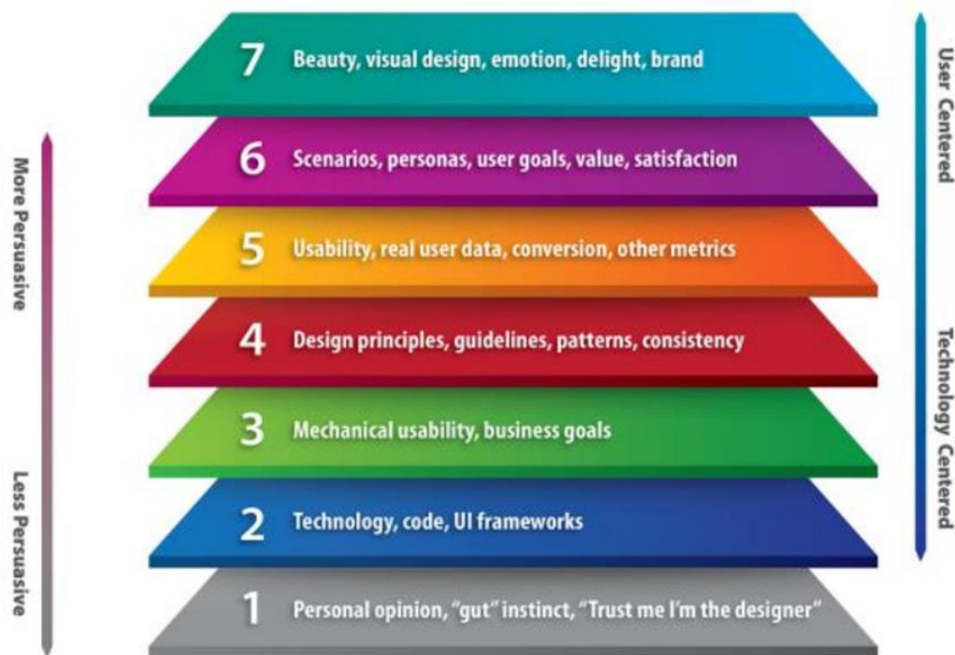 7 Beauty, visual design, emotion, delight, brand
6 Scenarios, personas, user goals, value, satisfaction
5 Usability, real user data, conversion, other metrics
4 Design principles, guidelines, patterns, consistency
3 Mechanical usability, business goals
2 Technology, code, UI frameworks
1 Personal opinion, “gut” instinct, “Trust me I’m the designer”
More Persuasive
Less Persuasive
User Centered
Technology Centered